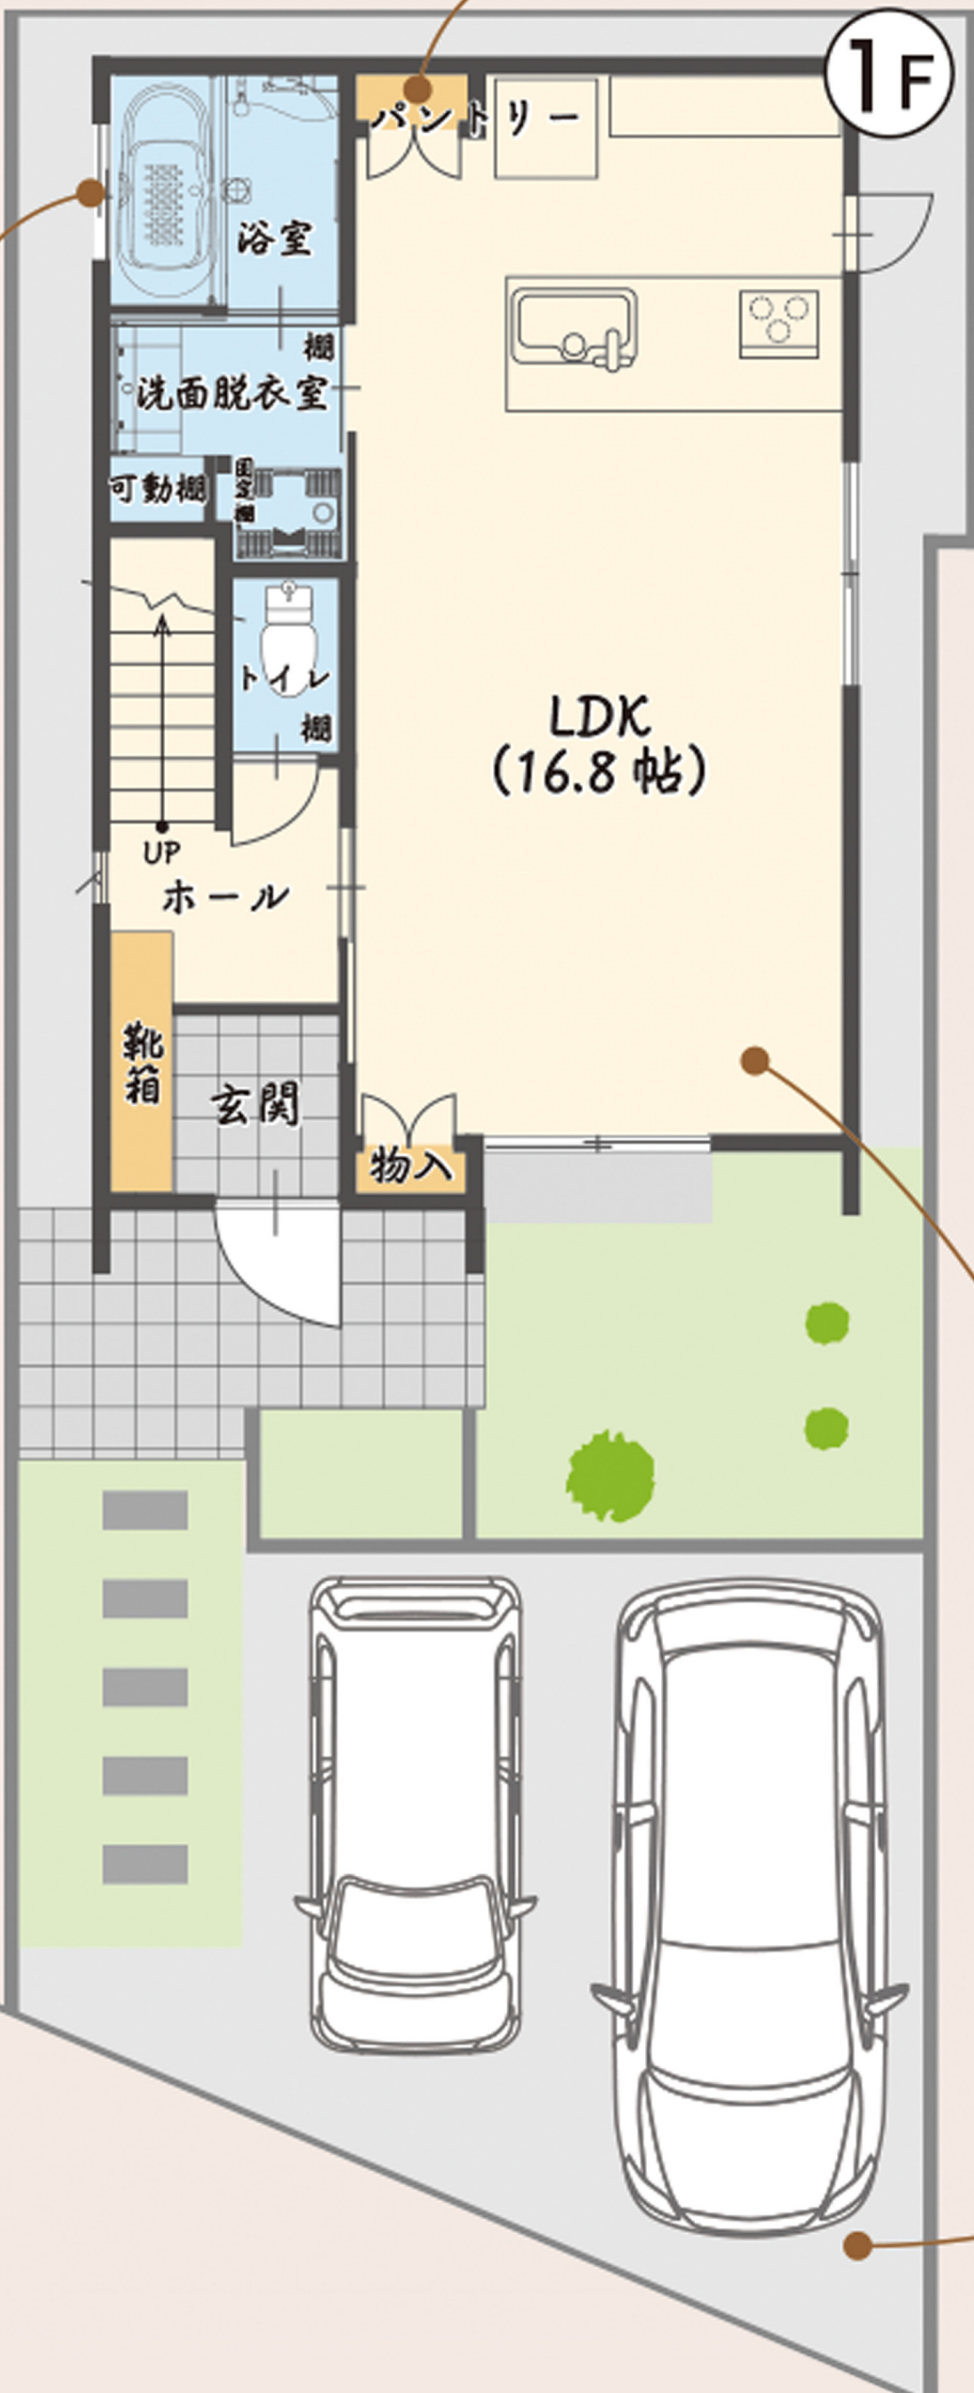 1F
パントリー
浴室
棚
洗面脱衣室
可動棚
固定棚
トイレ
棚
LDK
(16.8 帖)
UP
ホール
靴箱
玄関
物入